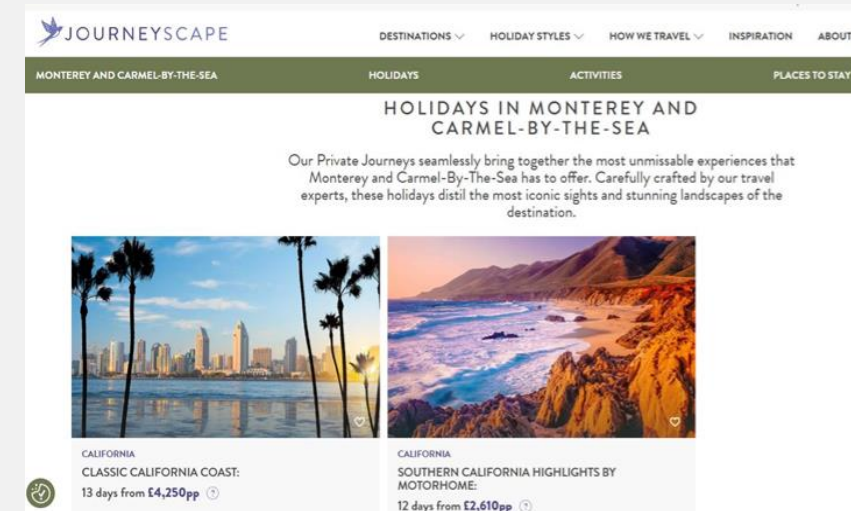 JOURNEYSCAPE
DESTINATIONS HOLIDAY STYLES HOW WE TRAVEL INSPIRATION ABOUT
MONTEREY AND CARMEL-BY-THE-SEA HOLIDAYS ACTIVITIES PLACES TO STAY
HOLIDAYS IN MONTEREY AND
CARMEL-BY-THE-SEA
Our Private Journeys seamlessly bring together the most unmissable experiences that
Monterey and Carmel-By-The-Sea has to offer. Carefully crafted by our travel
experts, these holidays distil the most iconic sights and stunning landscapes of the
destination.
CALIFORNIA
CLASSIC CALIFORNIA COAST:
13 days from £4,250pp ?
CALIFORNIA
SOUTHERN CALIFORNIA HIGHLIGHTS BY
MOTORHOME:
12 days from £2,610pp ?